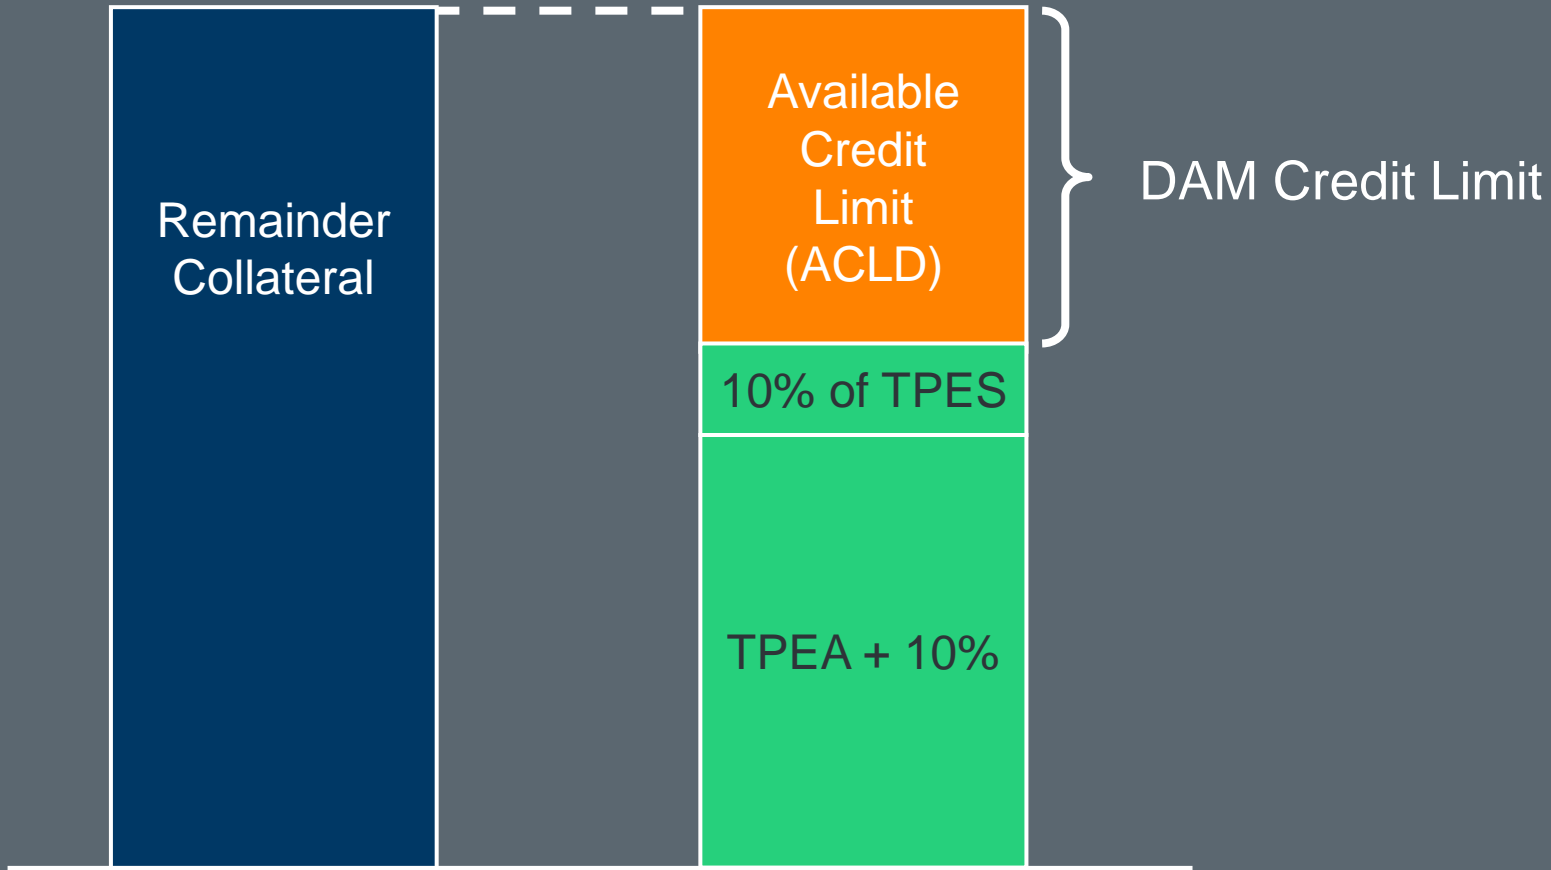 Remainder
Collateral
Available
Credit
Limit
(ACLD)
DAM Credit Limit
10% of TPES
TPEA + 10%